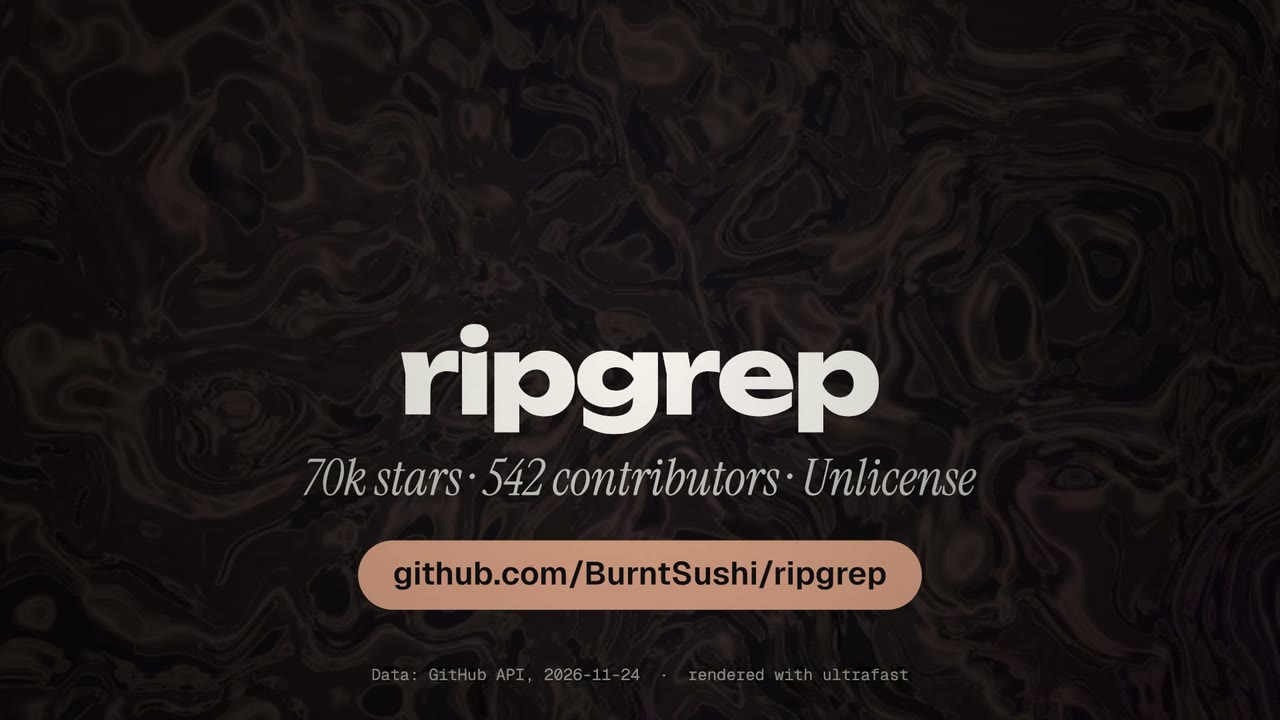 ripgrep
70k stars · 542 contributors · Unlicense
github.com/BurntSushi/ripgrep
Data: GitHub API, 2026-11-24 · rendered with ultrafast